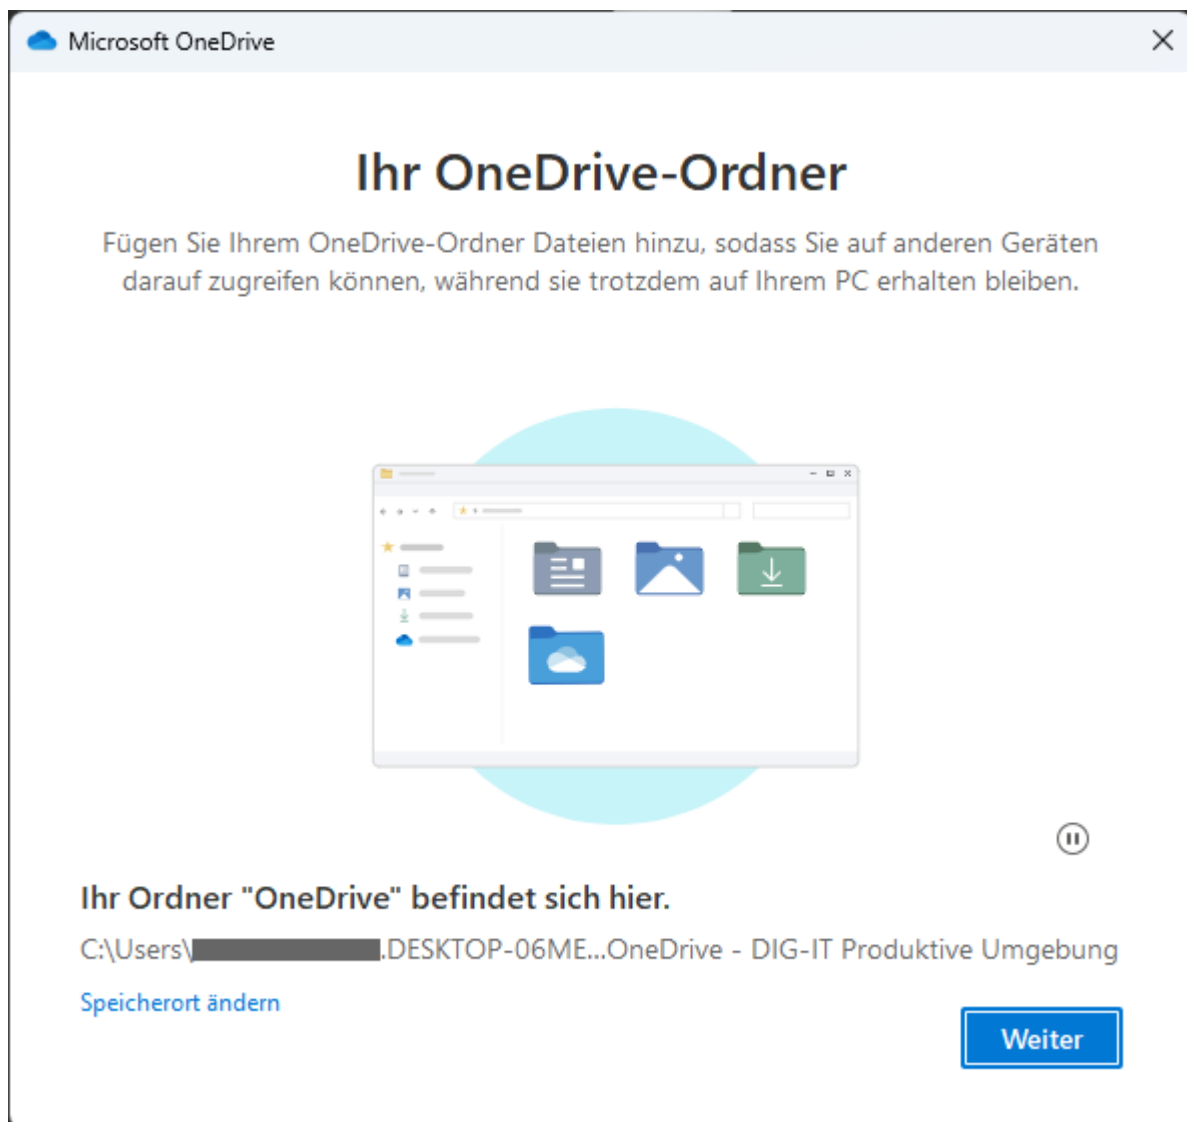 Microsoft OneDrive
Ihr OneDrive-Ordner
Fügen Sie Ihrem OneDrive-Ordner Dateien hinzu, sodass Sie auf anderen Geräten
darauf zugreifen können, während sie trotzdem auf Ihrem PC erhalten bleiben.
Ihr Ordner "OneDrive" befindet sich hier.
C:\Users\ .DESKTOP-06ME...OneDrive - DIG-IT Produktive Umgebung
Speicherort ändern
Weiter